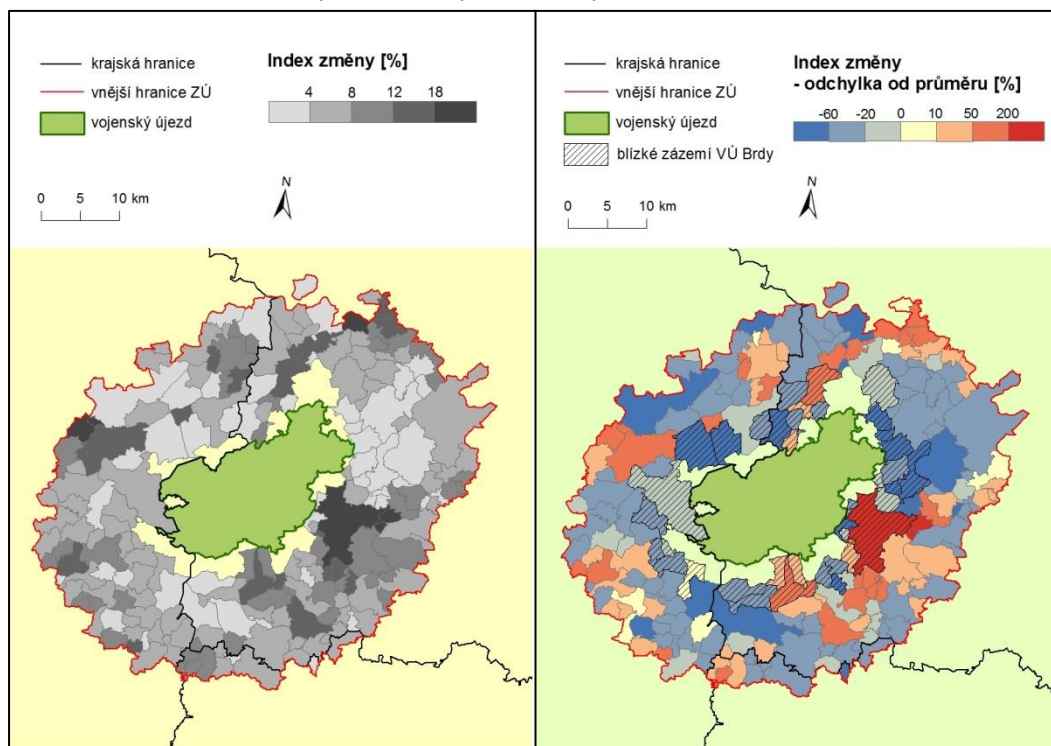 krajská hranice
vnější hranice ZÚ
vojenský újezd
Index změny [%]
4 8 12 18
0 5 10 km
N
krajská hranice
vnější hranice ZÚ
vojenský újezd
blízké zázemí VÚ Brdy
Index změny
- odchylka od průměru [%]
-60 -20 0 10 50 200
0 5 10 km
N